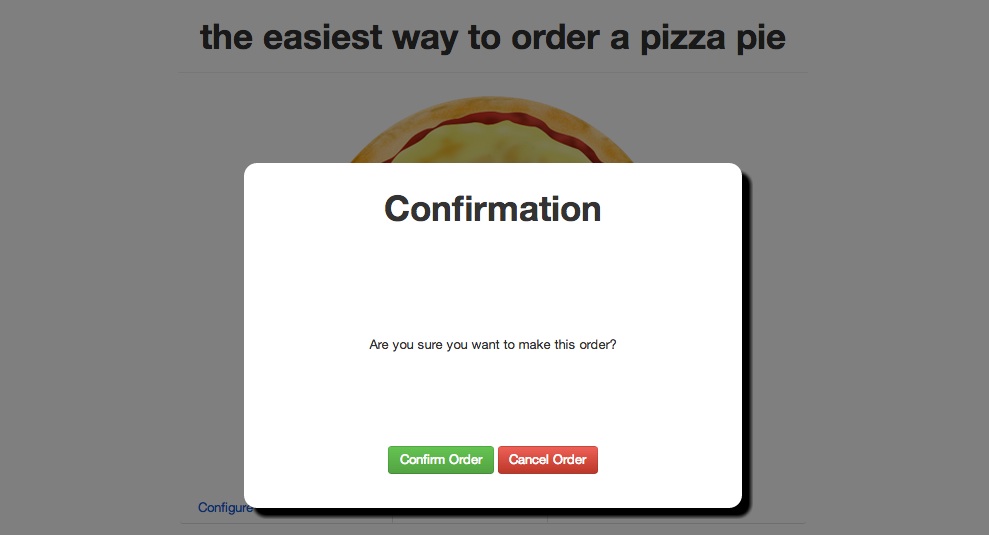 the easiest way to order a pizza pie
Confirmation
Are you sure you want to make this order?
Confirm Order Cancel Order
Configure